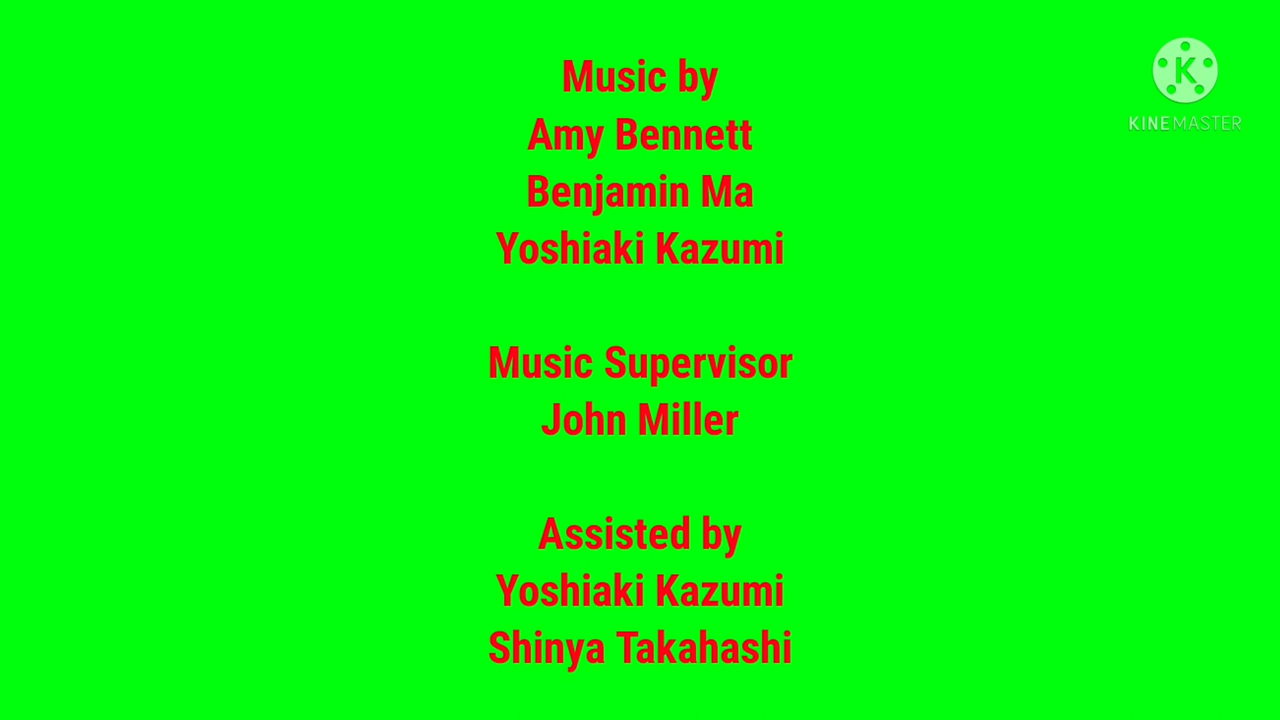 Music by
Amy Bennett
Benjamin Ma
Yoshiaki Kazumi
Music Supervisor
John Miller
Assisted by
Yoshiaki Kazumi
Shinya Takahashi
K
KINEMASTER